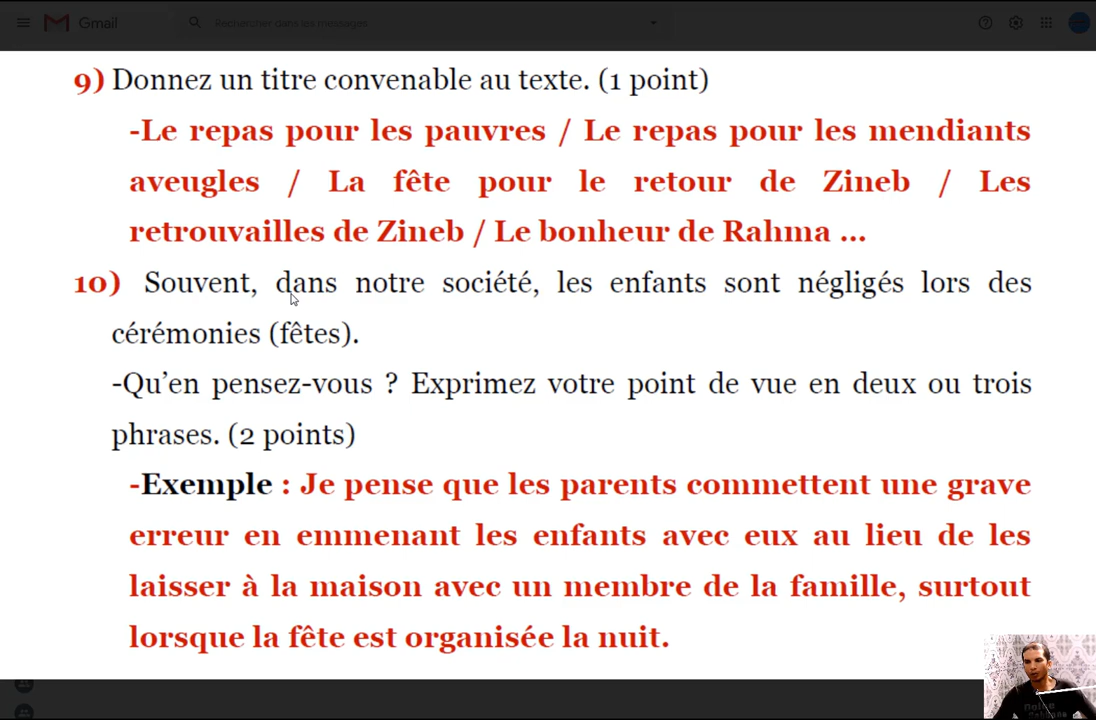 Gmail
Rechercher dans les messages
9) Donnez un titre convenable au texte. (1 point)
-Le repas pour les pauvres / Le repas pour les mendiants
aveugles / La fête pour le retour de Zineb / Les
retrouvailles de Zineb / Le bonheur de Rahma ...
10) Souvent, dans notre société, les enfants sont négligés lors des
cérémonies (fêtes).
-Qu’en pensez-vous ? Exprimez votre point de vue en deux ou trois
phrases. (2 points)
-Exemple : Je pense que les parents commettent une grave
erreur en emmenant les enfants avec eux au lieu de les
laisser à la maison avec un membre de la famille, surtout
lorsque la fête est organisée la nuit.